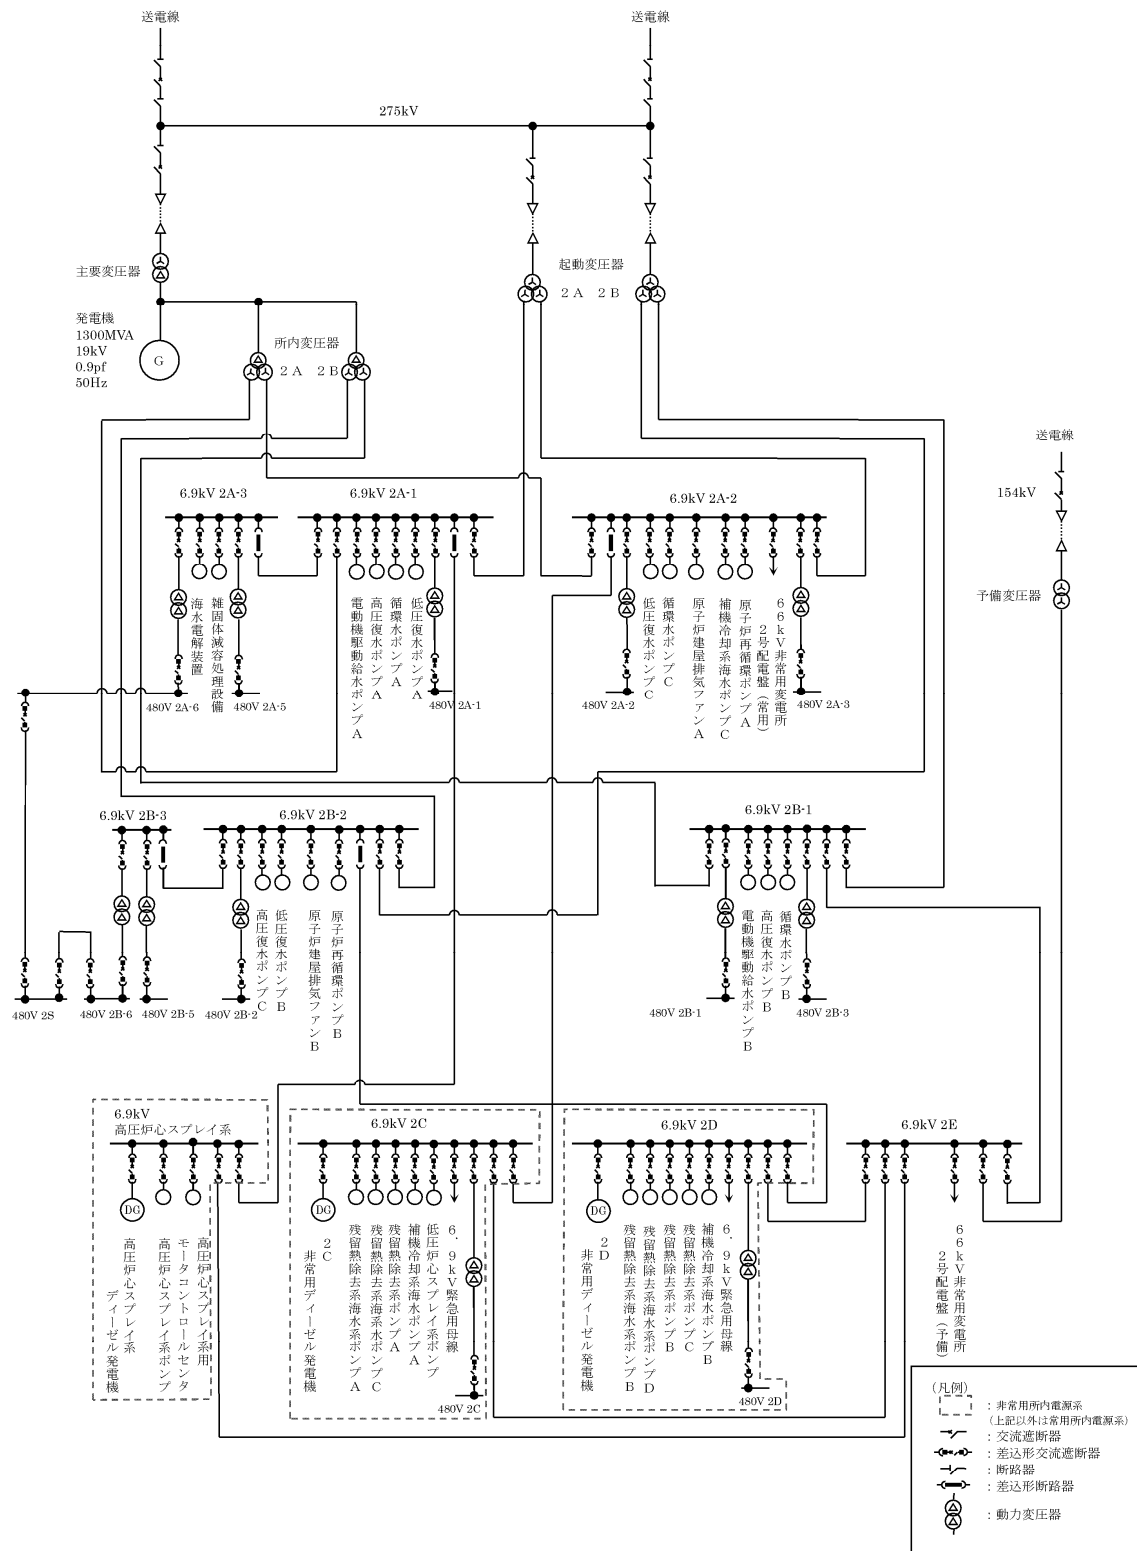 送電線
送電線
275kV
主要変圧器
起動変圧器
2A 2B
発電機
1300MVA
19kV
0.9pf
50Hz
G
所内変圧器
2A 2B
送電線
154kV
予備変圧器
6.9kV 2A-3
6.9kV 2A-1
6.9kV 2A-2
海水電解装置
雑固体減容処理設備
電動機駆動給水ポンプA
高圧復水ポンプA
循環水ポンプA
低圧復水ポンプA
低圧復水ポンプC
循環水ポンプC
原子炉建屋排気ファンA
補機冷却系海水ポンプC
原子炉再循環ポンプA
66kV非常用変電所
2号配電盤（常用）
480V 2A-6
480V 2A-5
480V 2A-1
480V 2A-2
480V 2A-3
6.9kV 2B-3
6.9kV 2B-2
6.9kV 2B-1
高圧復水ポンプC
低圧復水ポンプB
原子炉建屋排気ファンB
原子炉再循環ポンプB
電動機駆動給水ポンプB
高圧復水ポンプB
循環水ポンプB
480V 2S
480V 2B-6
480V 2B-5
480V 2B-2
480V 2B-1
480V 2B-3
6.9kV
高圧炉心スプレイ系
6.9kV 2C
6.9kV 2D
6.9kV 2E
DG
DG
DG
高圧炉心スプレイ系
ディーゼル発電機
高圧炉心スプレイ系ポンプ
高圧炉心スプレイ系用
モータコントロールセンタ
2C
非常用ディーゼル発電機
残留熱除去系海水系ポンプA
残留熱除去系海水系ポンプC
残留熱除去系ポンプA
補機冷却系海水ポンプA
低圧炉心スプレイ系ポンプ
6.9kV緊急用母線
480V 2C
2D
非常用ディーゼル発電機
残留熱除去系海水系ポンプB
残留熱除去系海水系ポンプD
残留熱除去系ポンプB
残留熱除去系ポンプC
補機冷却系海水ポンプB
6.9kV緊急用母線
480V 2D
66kV非常用変電所
2号配電盤（予備）
（凡例）
：非常用所内電源系
（上記以外は常用所内電源系）
：交流遮断器
：差込形交流遮断器
：断路器
：差込形断路器
：動力変圧器